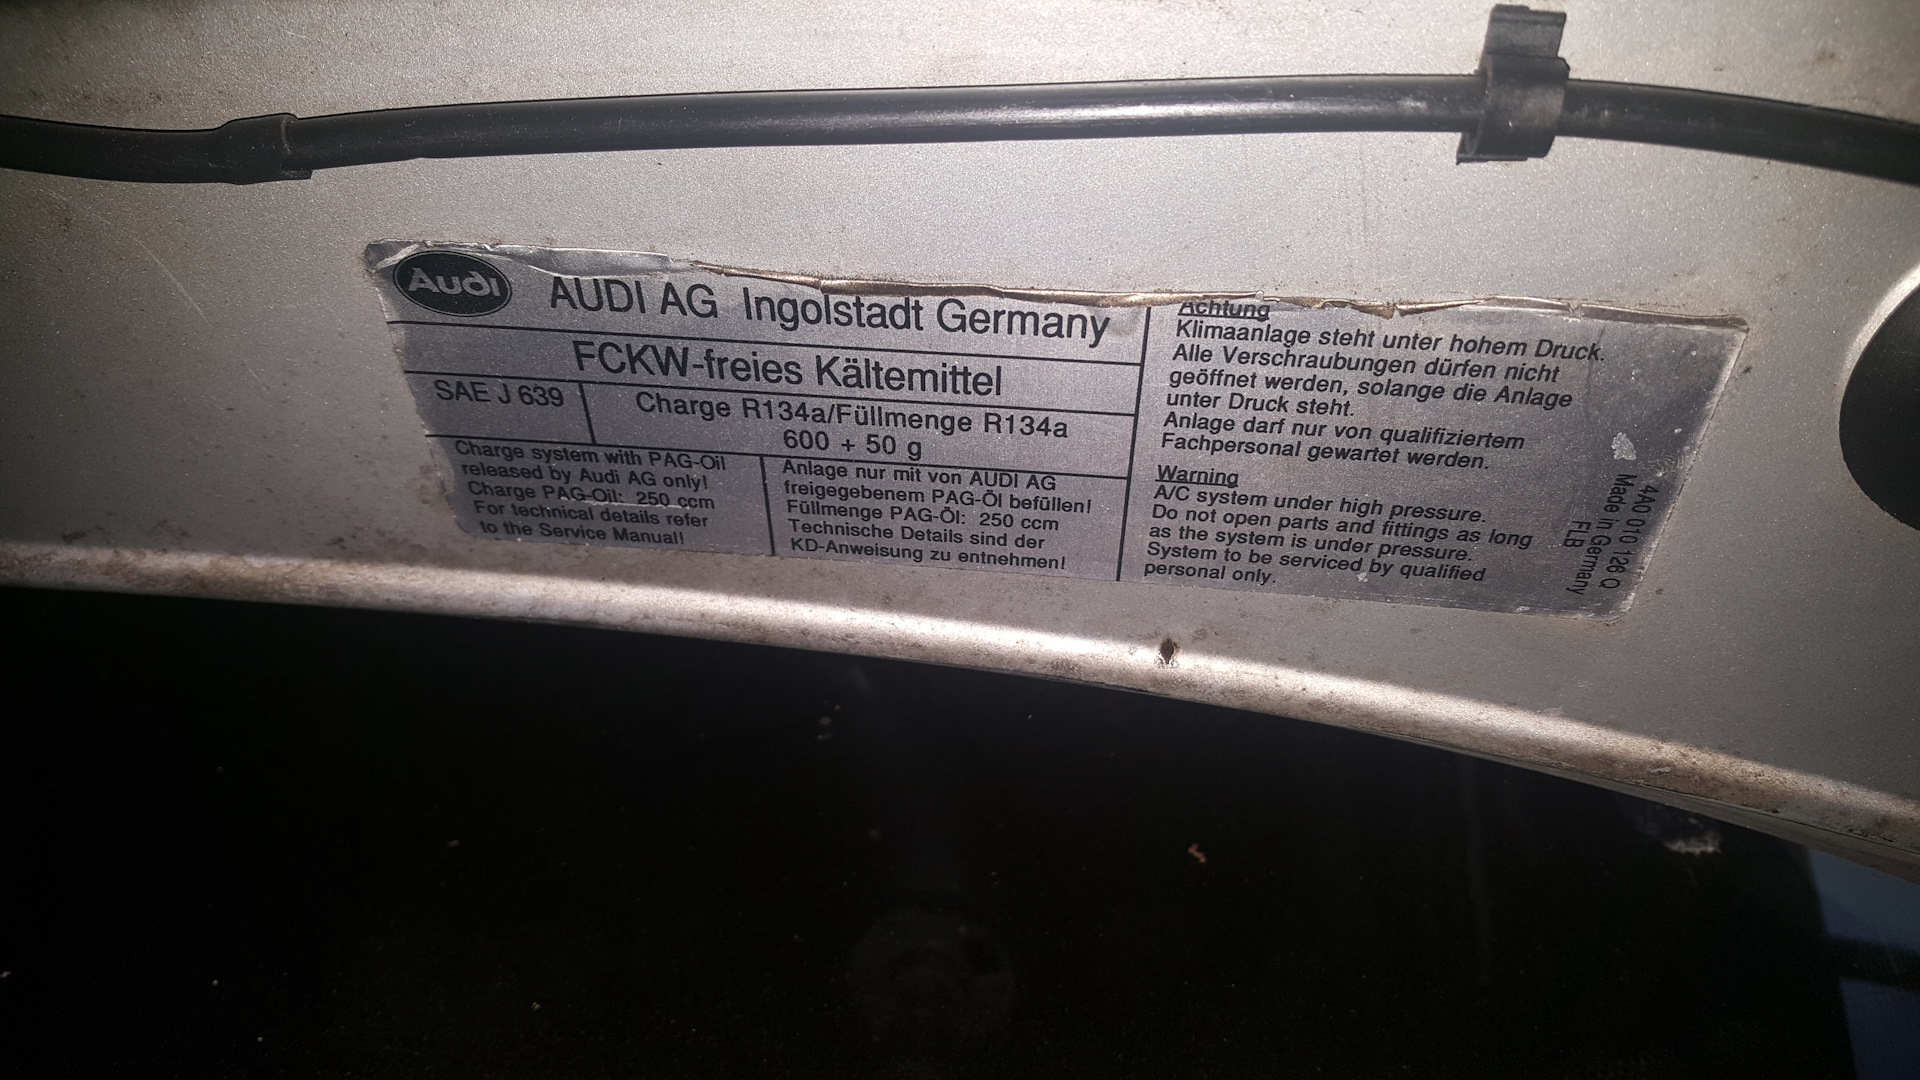 Audi
AUDI AG Ingolstadt Germany
FCKW-freies Kältemittel
SAE J 639
Charge R134a/Füllmenge R134a
600 + 50 g
Charge system with PAG-Oil
released by Audi AG only!
Charge PAG-Oil: 250 ccm
For technical details refer
to the Service Manual!
Anlage nur mit von AUDI AG
freigegebenem PAG-Öl befüllen!
Füllmenge PAG-Öl: 250 ccm
Technische Details sind der
KD-Anweisung zu entnehmen!
Achtung
Klimaanlage steht unter hohem Druck.
Alle Verschraubungen dürfen nicht
geöffnet werden, solange die Anlage
unter Druck steht.
Anlage darf nur von qualifiziertem
Fachpersonal gewartet werden.
Warning
A/C system under high pressure.
Do not open parts and fittings as long
as the system is under pressure.
System to be serviced by qualified
personal only.
4A0 010 126 Q
Made in Germany
FLB